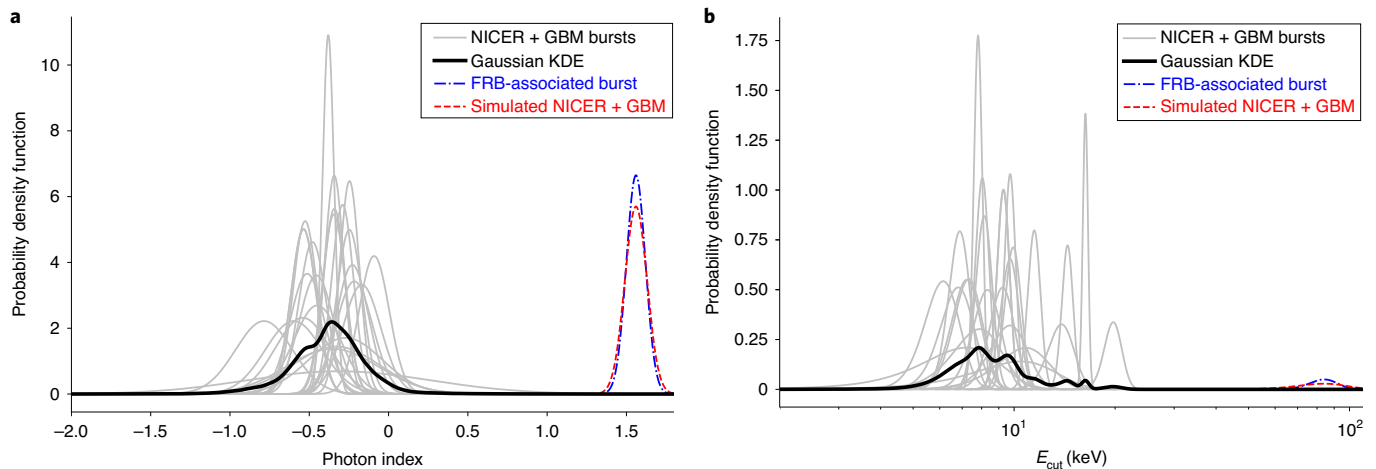 a
10
8
6
4
2
0
Probability density function
−2.0
−1.5
−1.0
−0.5
0
0.5
1.0
1.5
Photon index
NICER + GBM bursts
Gaussian KDE
FRB-associated burst
Simulated NICER + GBM
b
1.75
1.50
1.25
1.00
0.75
0.50
0.25
0
Probability density function
10¹
10²
E_cut (keV)
NICER + GBM bursts
Gaussian KDE
FRB-associated burst
Simulated NICER + GBM